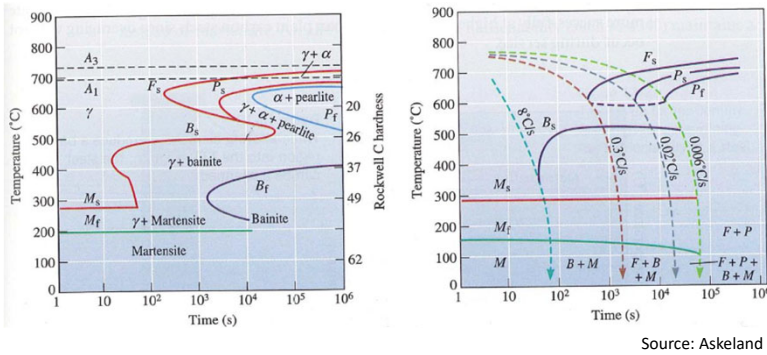 900
800
700
600
500
400
300
200
100
0
Temperature (°C)
A3
A1
γ
Fs
Ps
γ + α
α + pearlite
γ + α + pearlite
Pf
Bs
γ + bainite
Bf
Bainite
Ms
Mf
γ + Martensite
Martensite
20
26
37
49
62
Rockwell C hardness
1
10
10²
10³
10⁴
10⁵
10⁶
Time (s)
900
800
700
600
500
400
300
200
100
0
Temperature (°C)
Fs
Ps
Pf
Bs
8°C/s
0.3°C/s
0.02°C/s
0.006°C/s
Ms
Mf
M
B + M
F + B
+ M
F + P
F + P +
B + M
1
10
10²
10³
10⁴
10⁵
10⁶
Time (s)
Source: Askeland